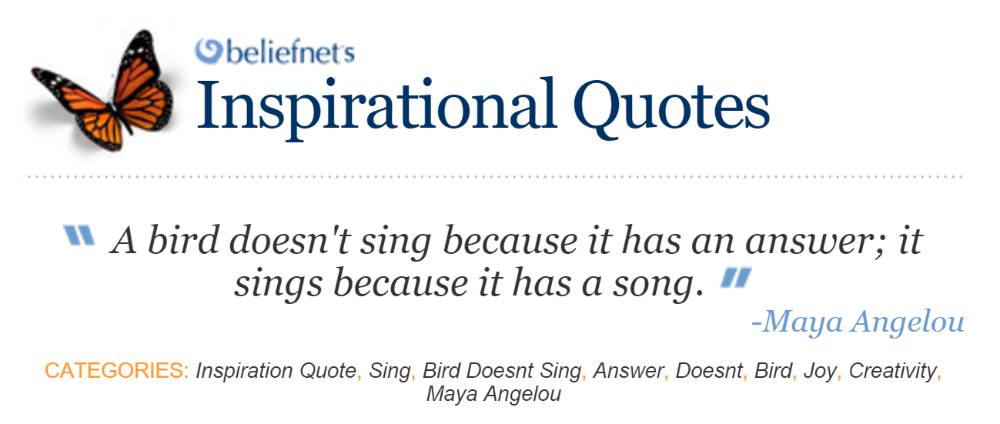 beliefnet's
Inspirational Quotes
" A bird doesn't sing because it has an answer; it
sings because it has a song. "
-Maya Angelou
CATEGORIES: Inspiration Quote, Sing, Bird Doesnt Sing, Answer, Doesnt, Bird, Joy, Creativity,
Maya Angelou